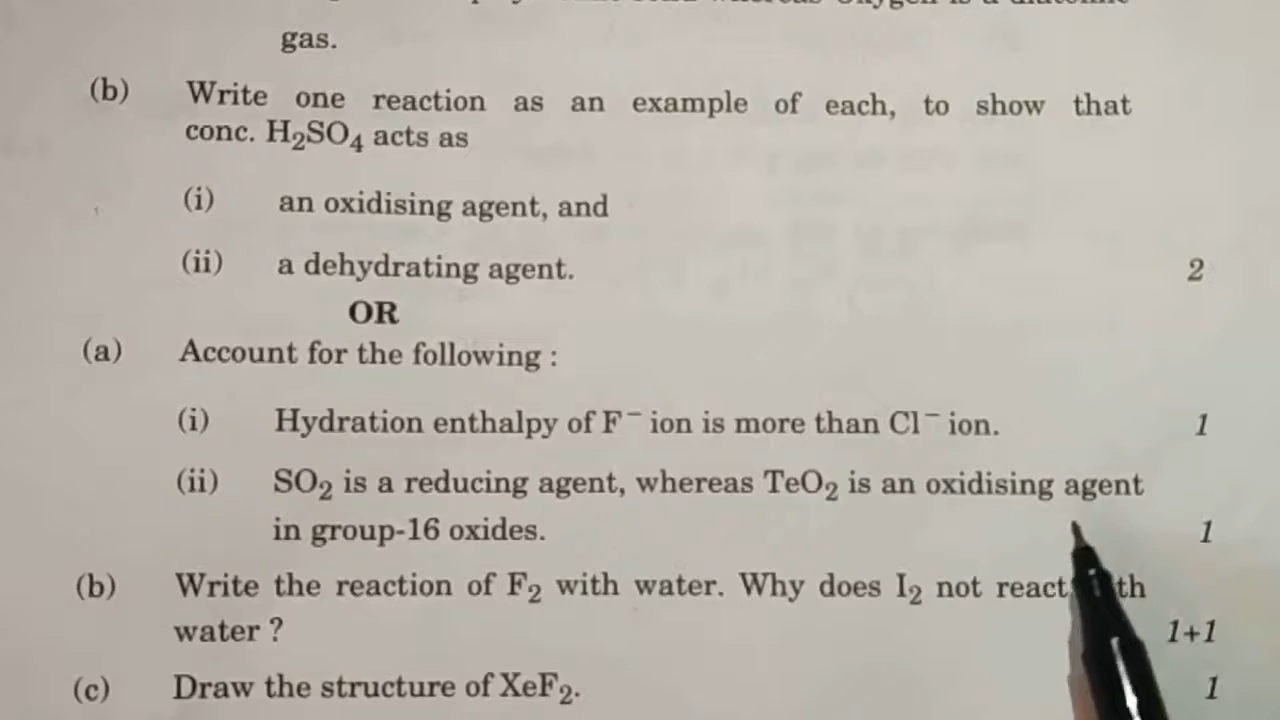 gas.
(b) Write one reaction as an example of each, to show that
conc. H₂SO₄ acts as
(i) an oxidising agent, and
(ii) a dehydrating agent. 2
OR
(a) Account for the following :
(i) Hydration enthalpy of F⁻ ion is more than Cl⁻ ion. 1
(ii) SO₂ is a reducing agent, whereas TeO₂ is an oxidising agent
in group-16 oxides. 1
(b) Write the reaction of F₂ with water. Why does I₂ not react
water ? 1+1
(c) Draw the structure of XeF₂. 1